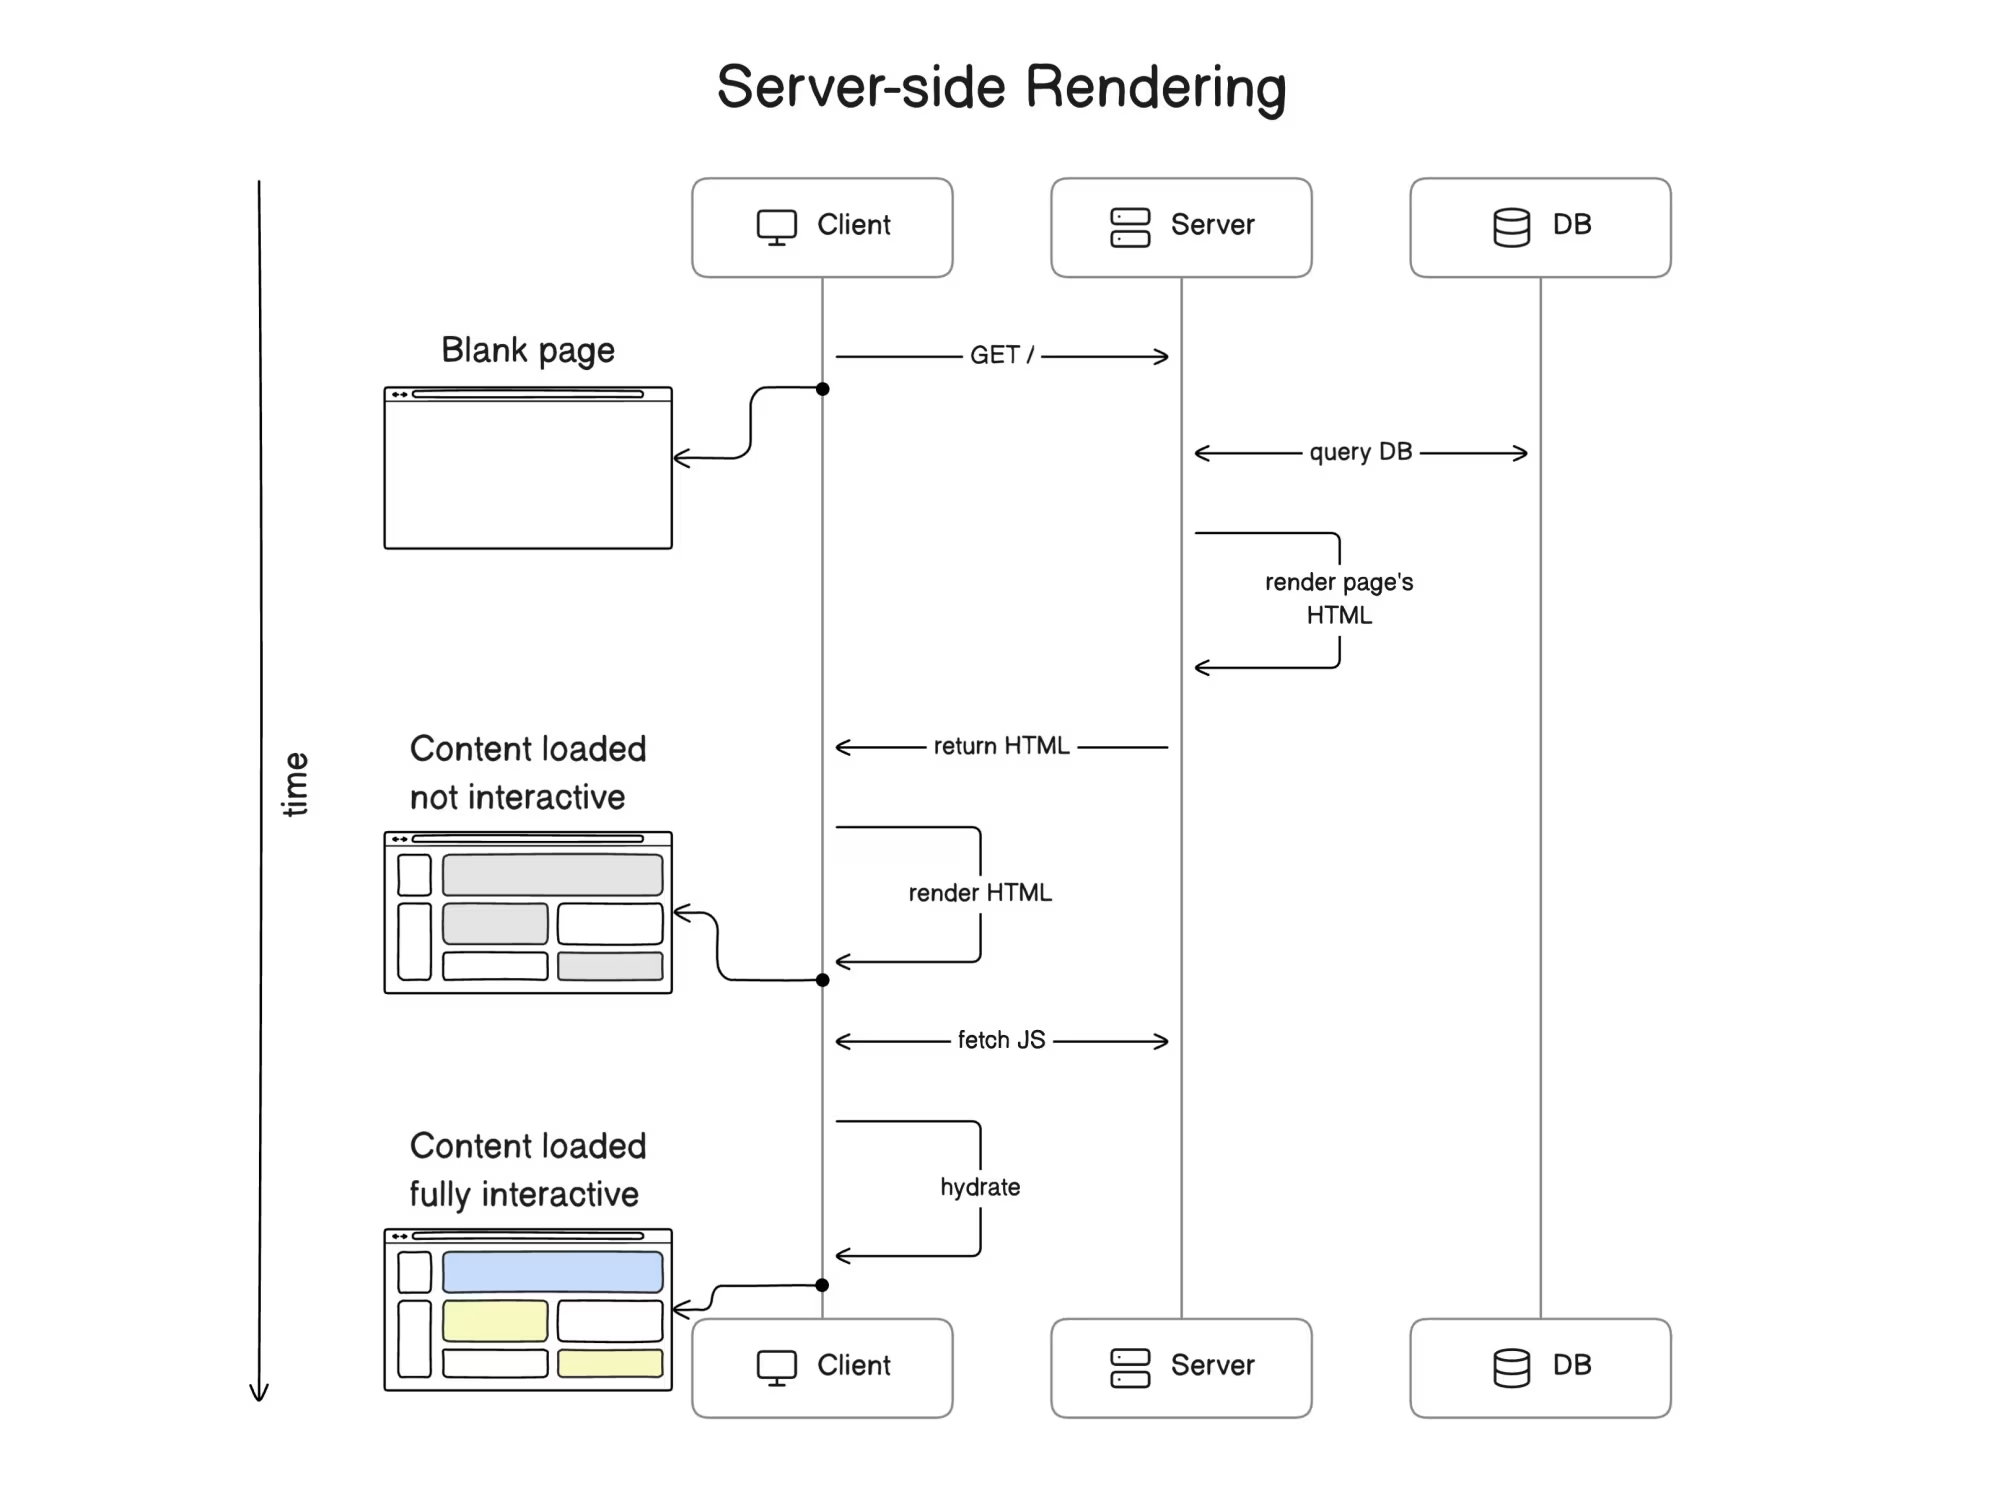 Server-side Rendering
Client
Server
DB
Blank page
GET /
query DB
render page's
HTML
return HTML
Content loaded
not interactive
time
render HTML
fetch JS
Content loaded
fully interactive
hydrate
Client
Server
DB